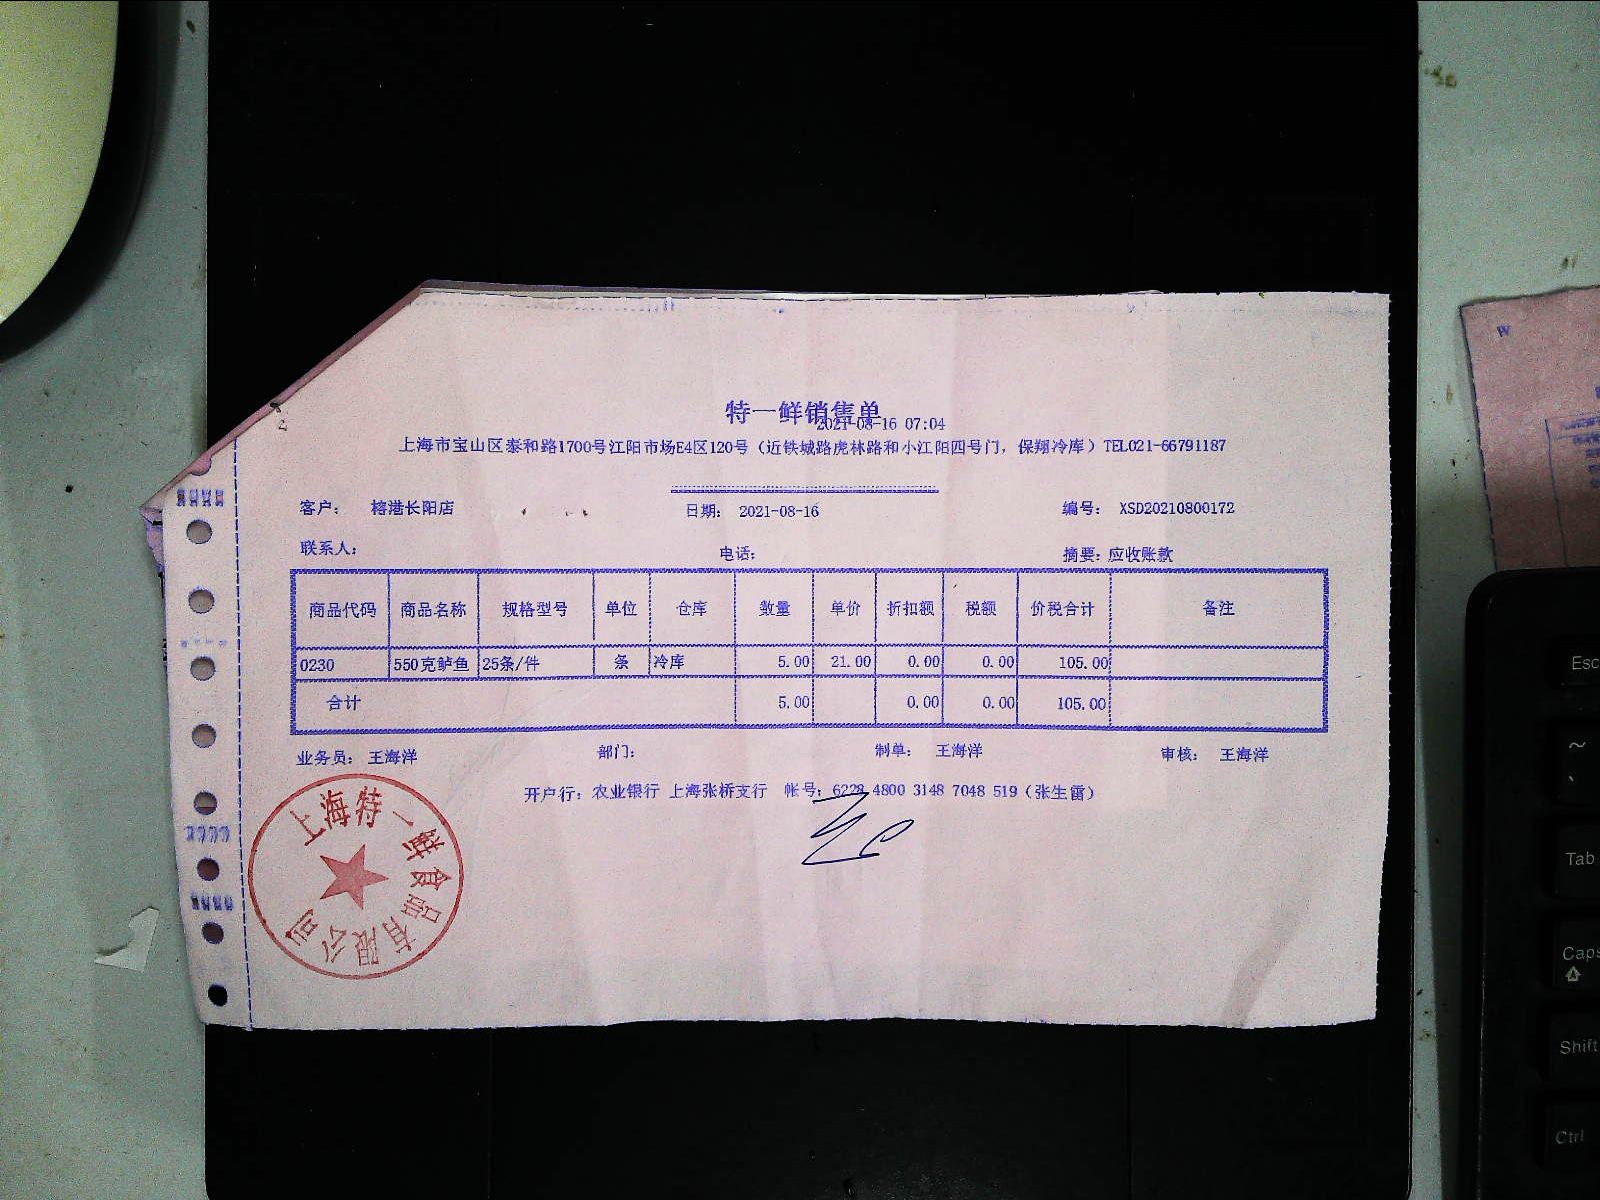 特一鲜销售单
2021-08-16 07:04
上海市宝山区泰和路1700号江阳市场E4区120号（近铁城路虎林路和小江阳四号门，保翔冷库）TEL021-66791187
客户： 榕港长阳店 日期： 2021-08-16 编号： XSD20210800172
联系人： 电话： 摘要：应收账款
商品代码 商品名称 规格型号 单位 仓库 数量 单价 折扣额 税额 价税合计 备注
0230 550克鲈鱼 25条/件 条 冷库 5.00 21.00 0.00 0.00 105.00
合计 5.00 0.00 0.00 105.00
业务员： 王海洋 部门： 制单： 王海洋 审核： 王海洋
开户行：农业银行 上海张桥支行 帐号：6228 4800 3148 7048 519（张生雷）
上海特一 食品有限公司
W
Esc
~
`
Tab
Caps
Shift
Ctrl